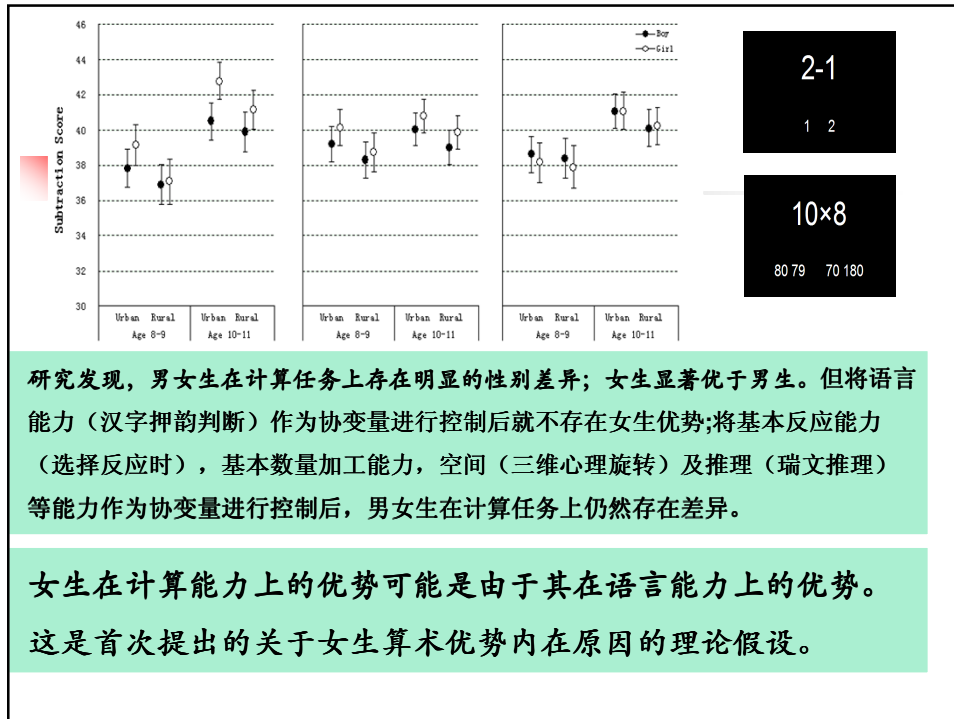 46
44
42
40
38
36
34
32
30
Subtraction Score
Urban Rural Urban Rural
Age 8-9 Age 10-11
Urban Rural Urban Rural
Age 8-9 Age 10-11
Boy
Girl
Urban Rural Urban Rural
Age 8-9 Age 10-11
2-1
1 2
10×8
80 79 70 180
研究发现，男女生在计算任务上存在明显的性别差异；女生显著优于男生。但将语言
能力（汉字押韵判断）作为协变量进行控制后就不存在女生优势;将基本反应能力
（选择反应时），基本数量加工能力，空间（三维心理旋转）及推理（瑞文推理）
等能力作为协变量进行控制后，男女生在计算任务上仍然存在差异。
女生在计算能力上的优势可能是由于其在语言能力上的优势。
这是首次提出的关于女生算术优势内在原因的理论假设。